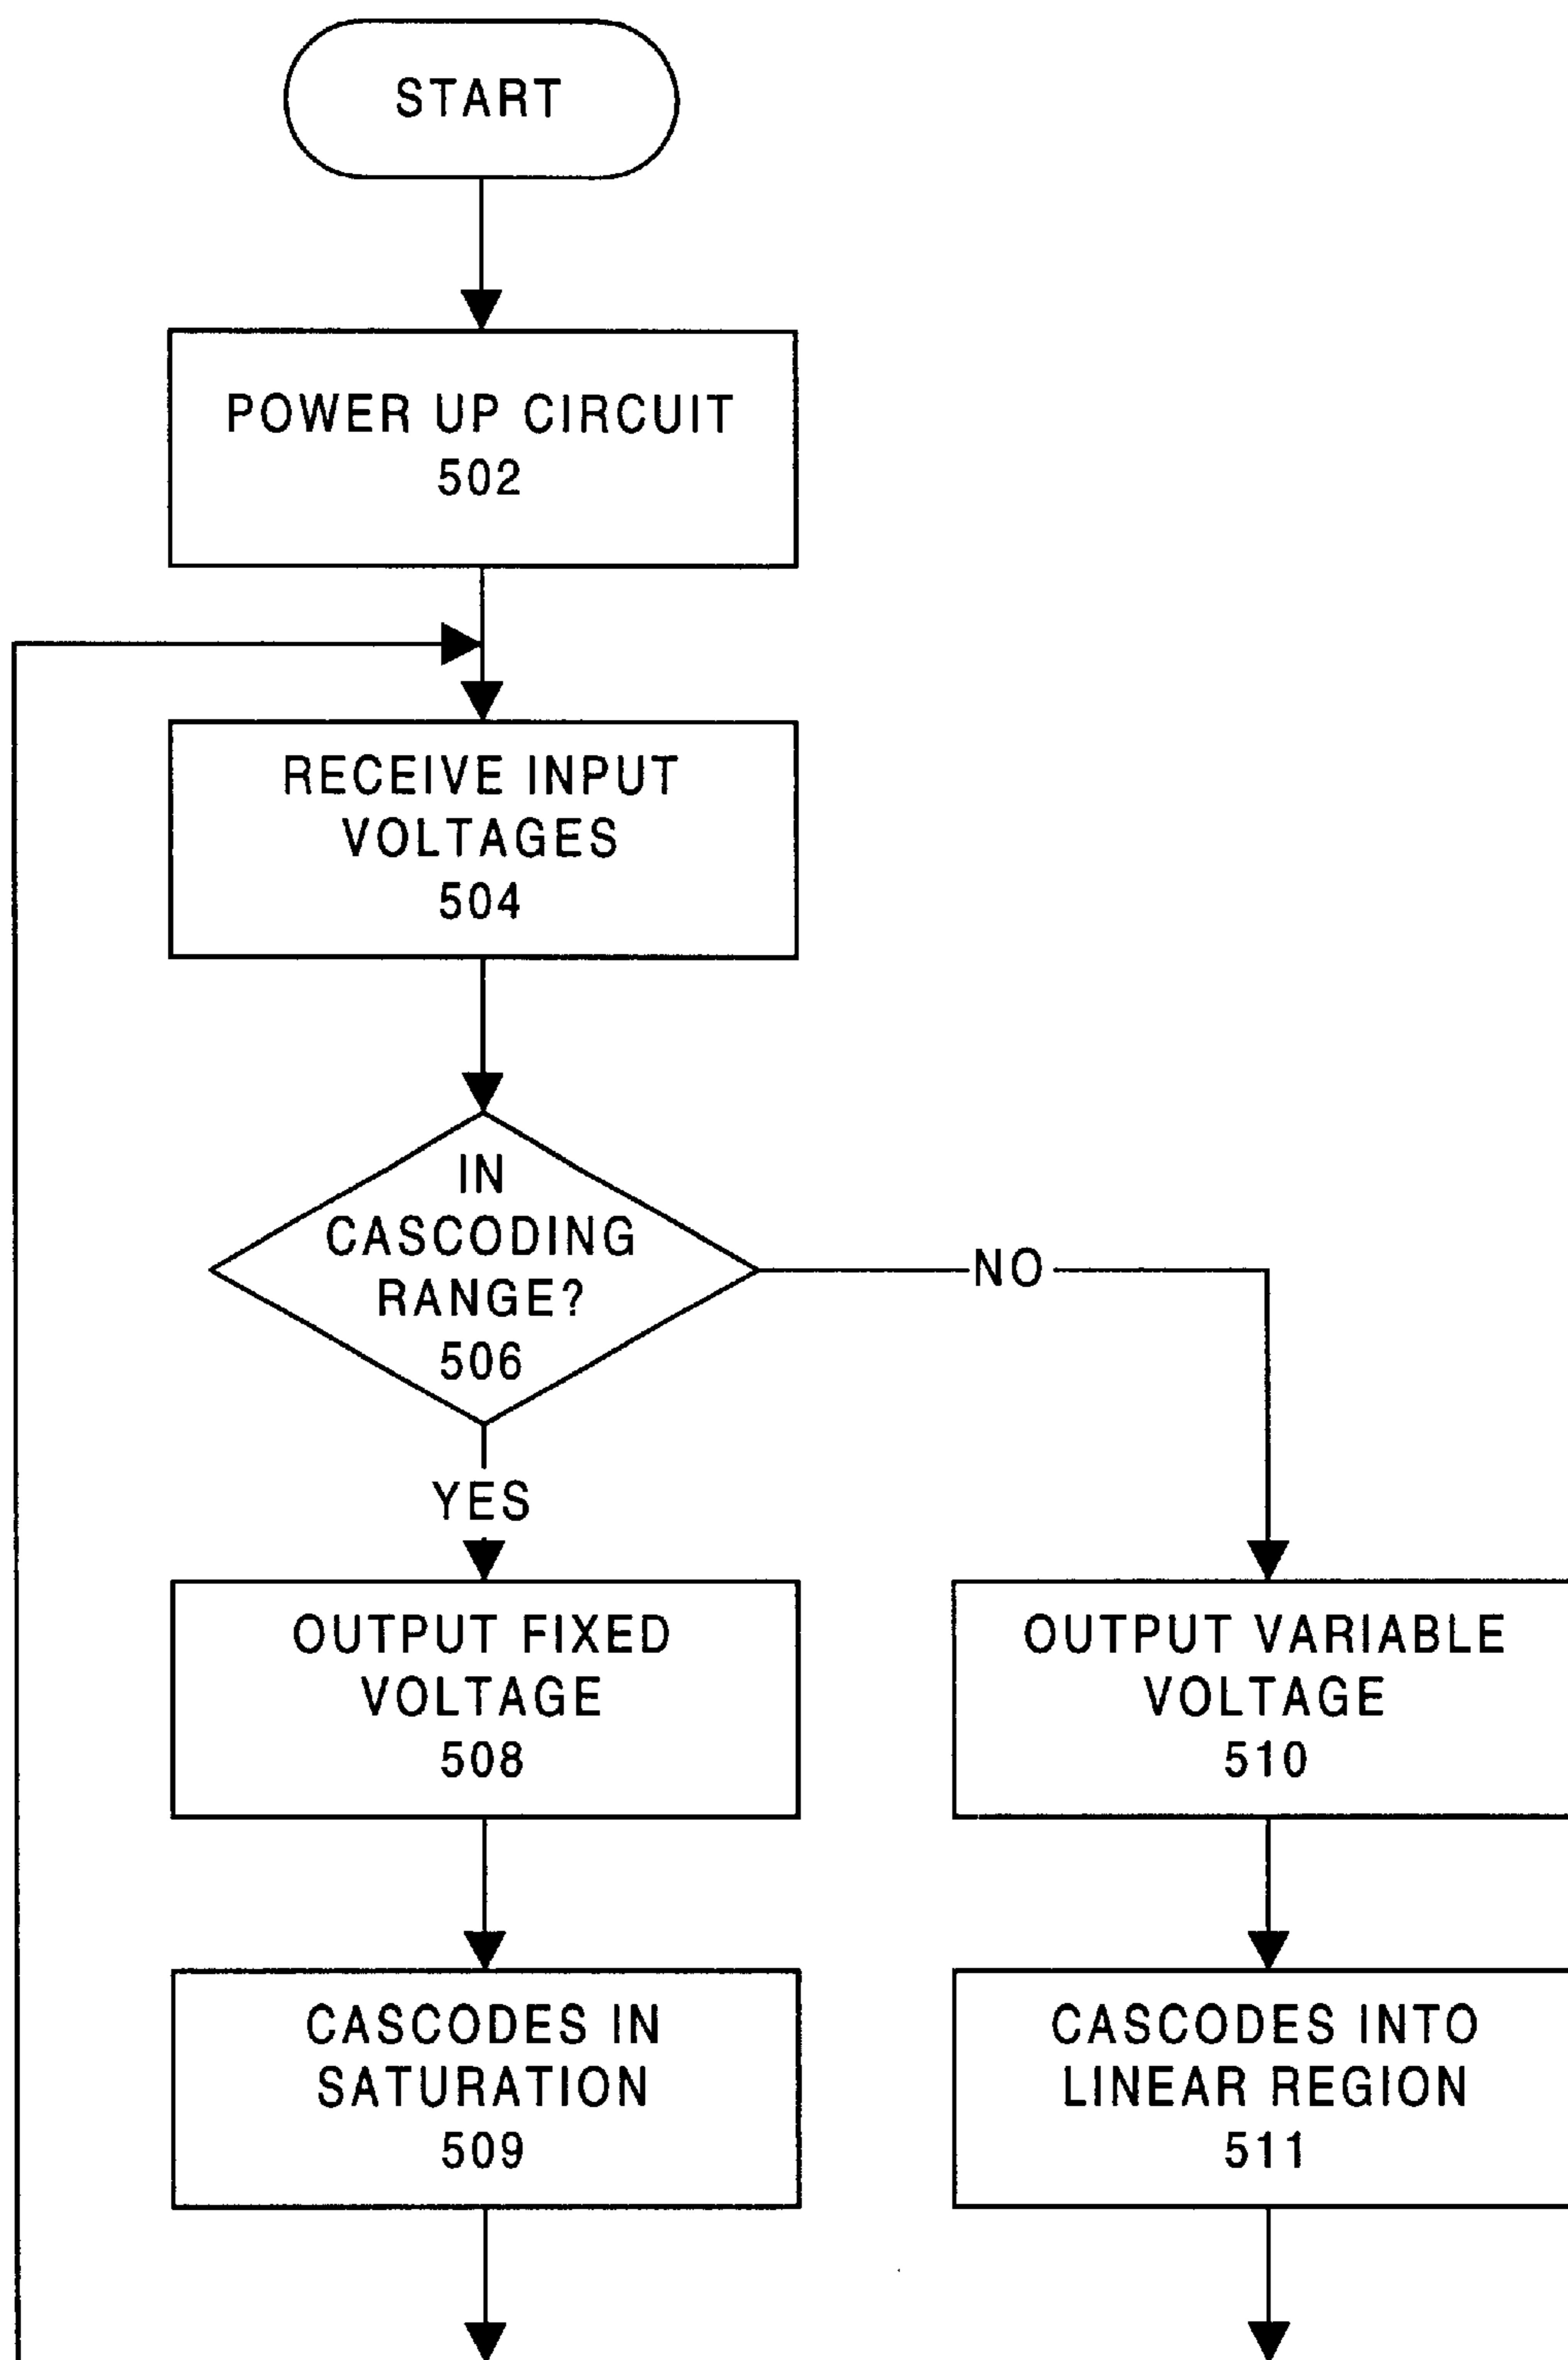 START
POWER UP CIRCUIT
502
RECEIVE INPUT
VOLTAGES
504
IN
CASCODING
RANGE?
506
NO
YES
OUTPUT FIXED
VOLTAGE
508
OUTPUT VARIABLE
VOLTAGE
510
CASCODES IN
SATURATION
509
CASCODES INTO
LINEAR REGION
511